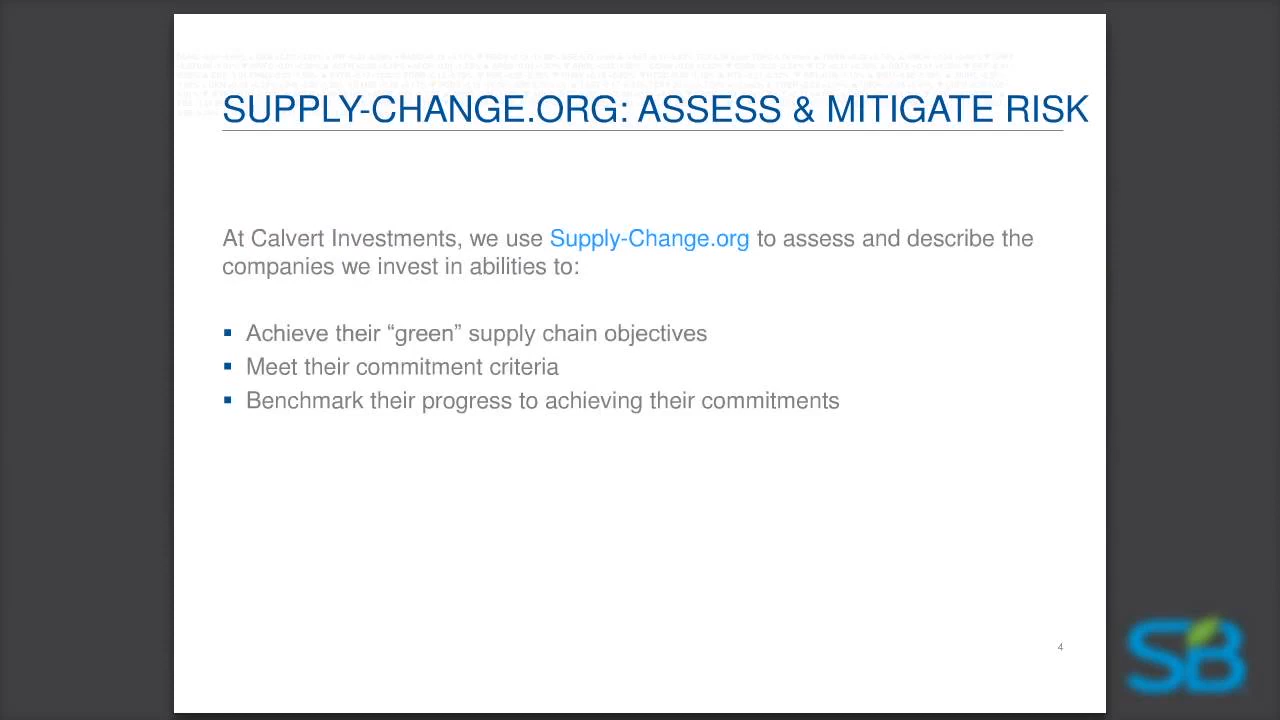 SUPPLY-CHANGE.ORG: ASSESS & MITIGATE RISK
At Calvert Investments, we use Supply-Change.org to assess and describe the
companies we invest in abilities to:
▪ Achieve their “green” supply chain objectives
▪ Meet their commitment criteria
▪ Benchmark their progress to achieving their commitments
4
SB